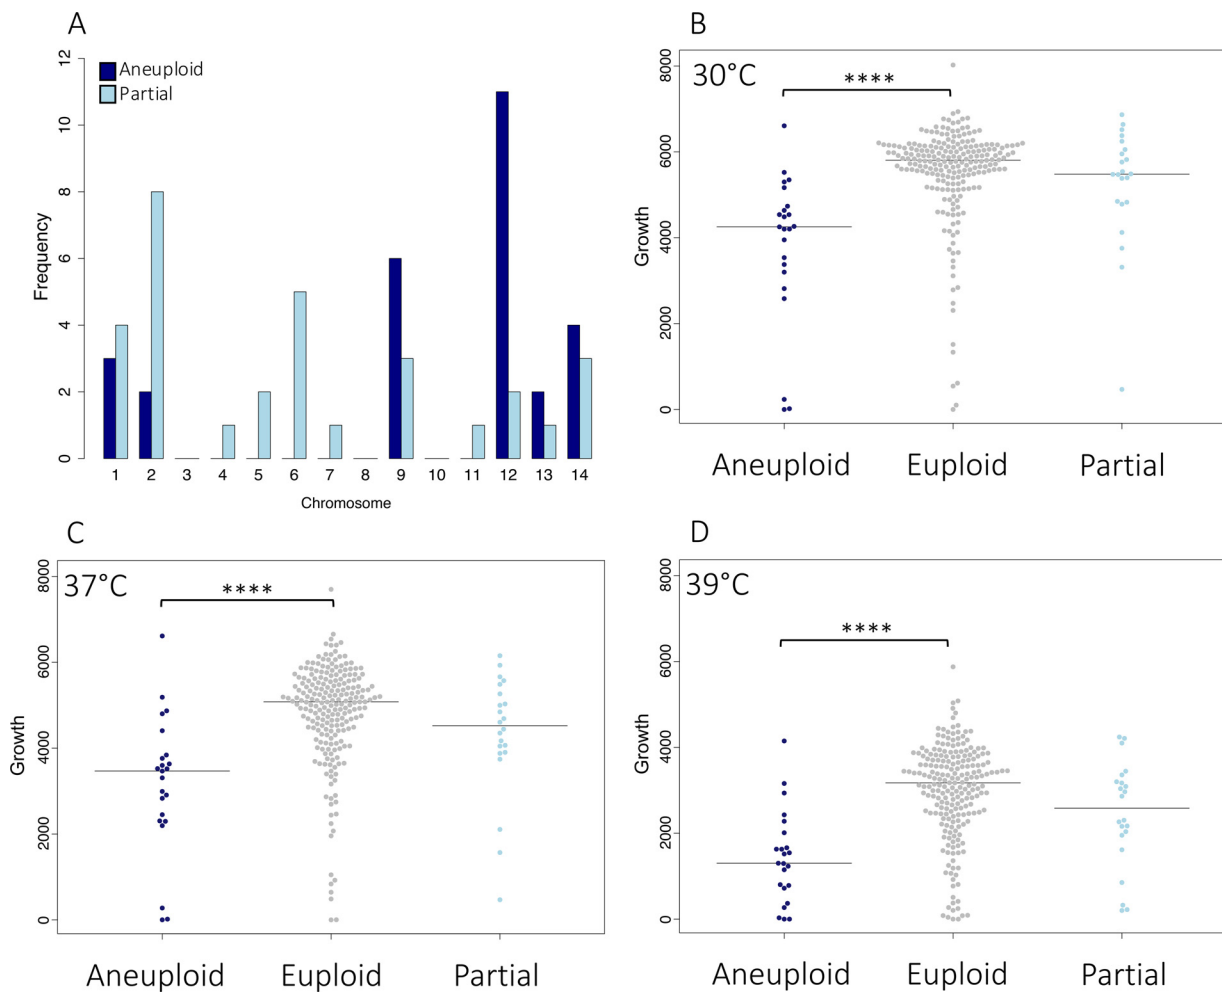 A
Aneuploid
Partial
Frequency
0 2 4 6 8 10 12
1 2 3 4 5 6 7 8 9 10 11 12 13 14
Chromosome
B
30°C
****
Growth
0 2000 4000 6000 8000
Aneuploid Euploid Partial
C
37°C
****
Growth
0 2000 4000 6000 8000
Aneuploid Euploid Partial
D
39°C
****
Growth
0 2000 4000 6000 8000
Aneuploid Euploid Partial